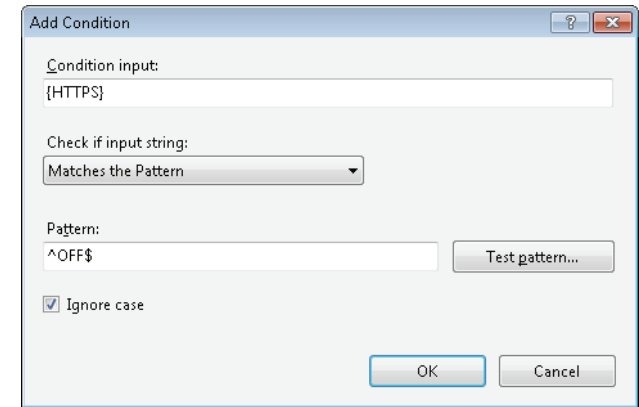 Add Condition
Condition input:
{HTTPS}
Check if input string:
Matches the Pattern
Pattern:
^OFF$
Test pattern...
Ignore case
OK
Cancel